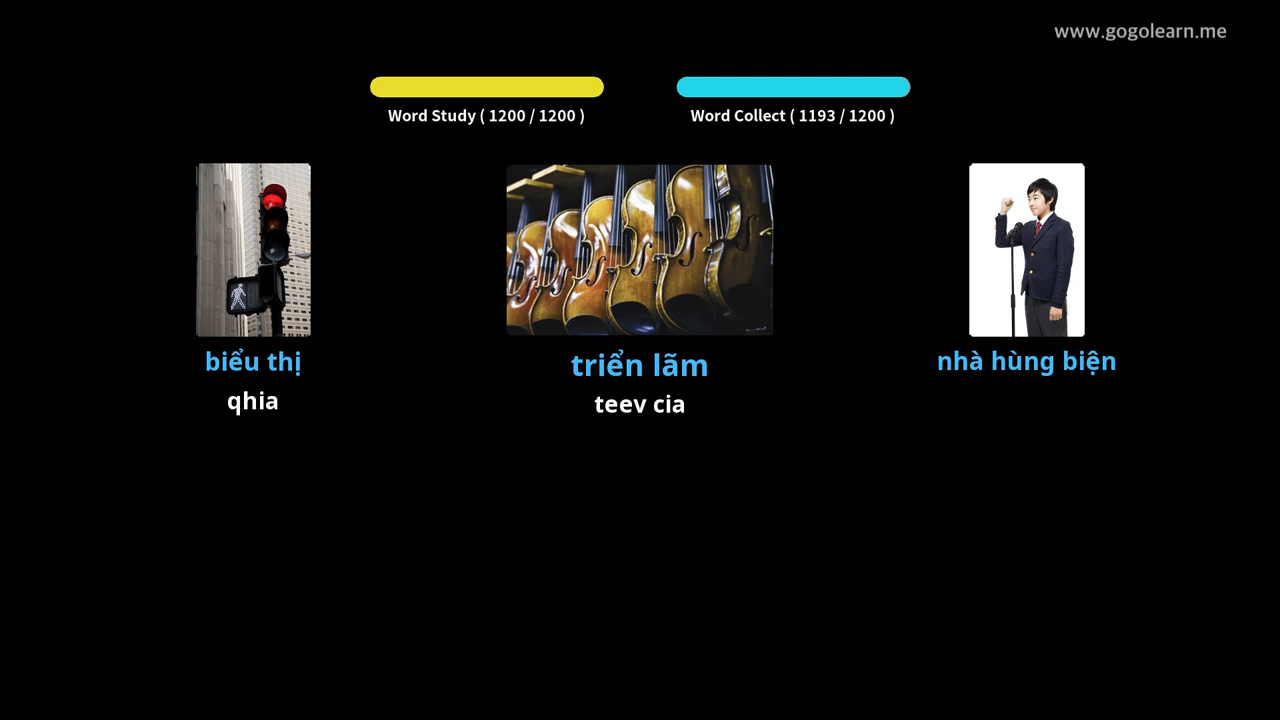 www.gogolearn.me
Word Study ( 1200 / 1200 )
Word Collect ( 1193 / 1200 )
biểu thị
qhia
triển lãm
teev cia
nhà hùng biện